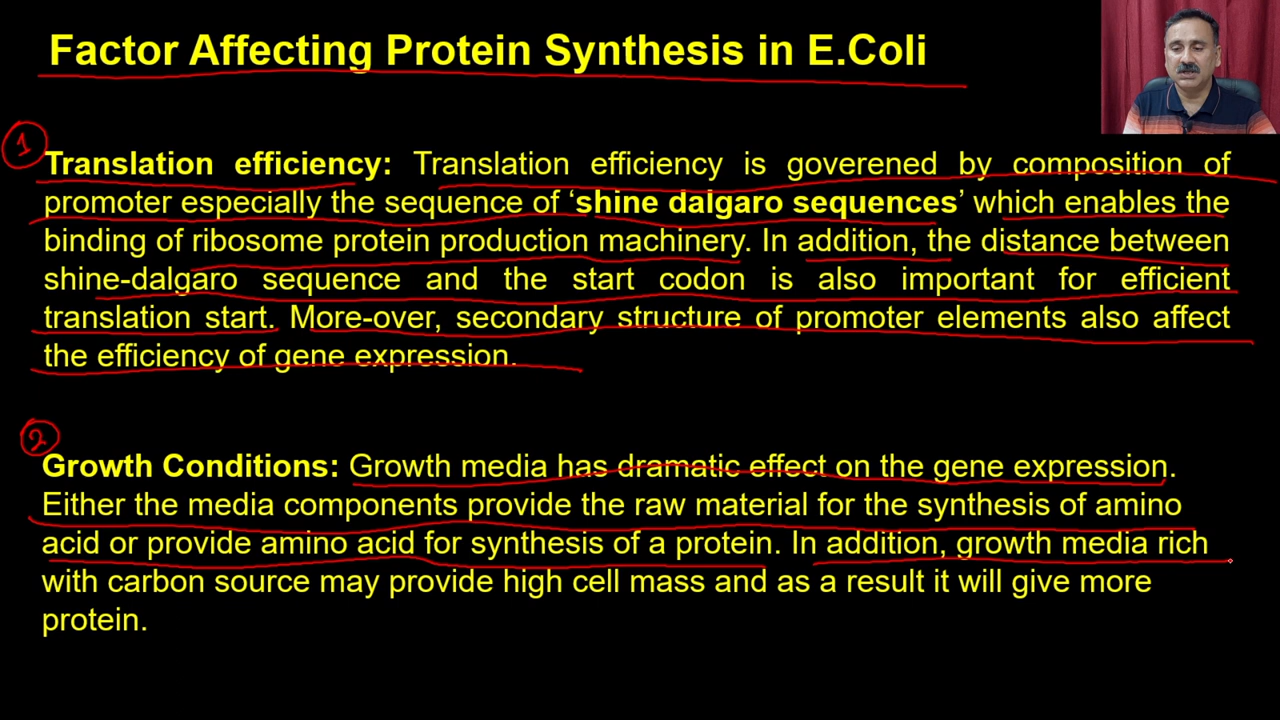 Factor Affecting Protein Synthesis in E.Coli
1
Translation efficiency: Translation efficiency is goverened by composition of
promoter especially the sequence of ‘shine dalgaro sequences’ which enables the
binding of ribosome protein production machinery. In addition, the distance between
shine-dalgaro sequence and the start codon is also important for efficient
translation start. More-over, secondary structure of promoter elements also affect
the efficiency of gene expression.
2
Growth Conditions: Growth media has dramatic effect on the gene expression.
Either the media components provide the raw material for the synthesis of amino
acid or provide amino acid for synthesis of a protein. In addition, growth media rich
with carbon source may provide high cell mass and as a result it will give more
protein.